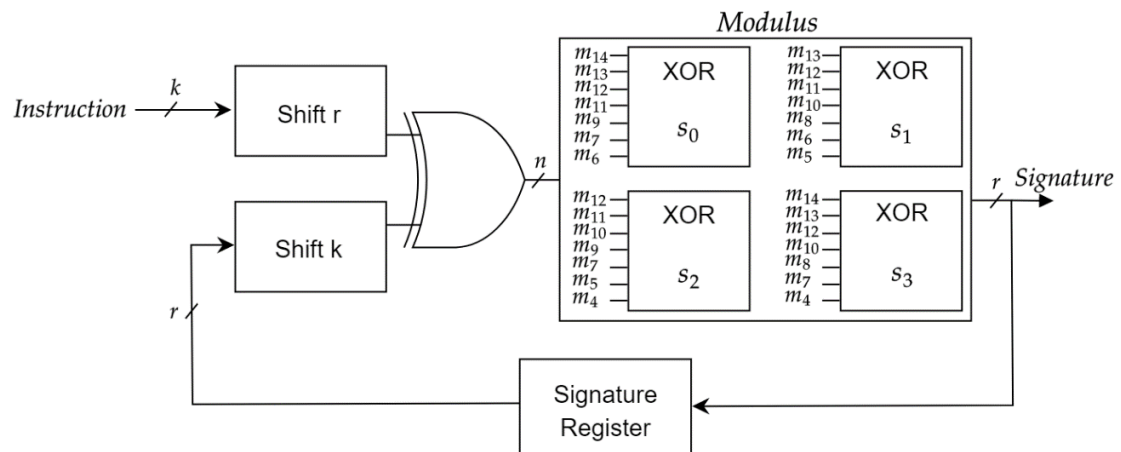 Modulus
Instruction
k
Shift r
Shift k
r
n
m₁₄
m₁₃
m₁₂
m₁₁
m₉
m₇
m₆
XOR
s₀
m₁₃
m₁₂
m₁₁
m₁₀
m₈
m₆
m₅
XOR
s₁
m₁₂
m₁₁
m₁₀
m₉
m₇
m₅
m₄
XOR
s₂
m₁₄
m₁₃
m₁₂
m₁₀
m₈
m₇
m₄
XOR
s₃
r
Signature
Signature
Register